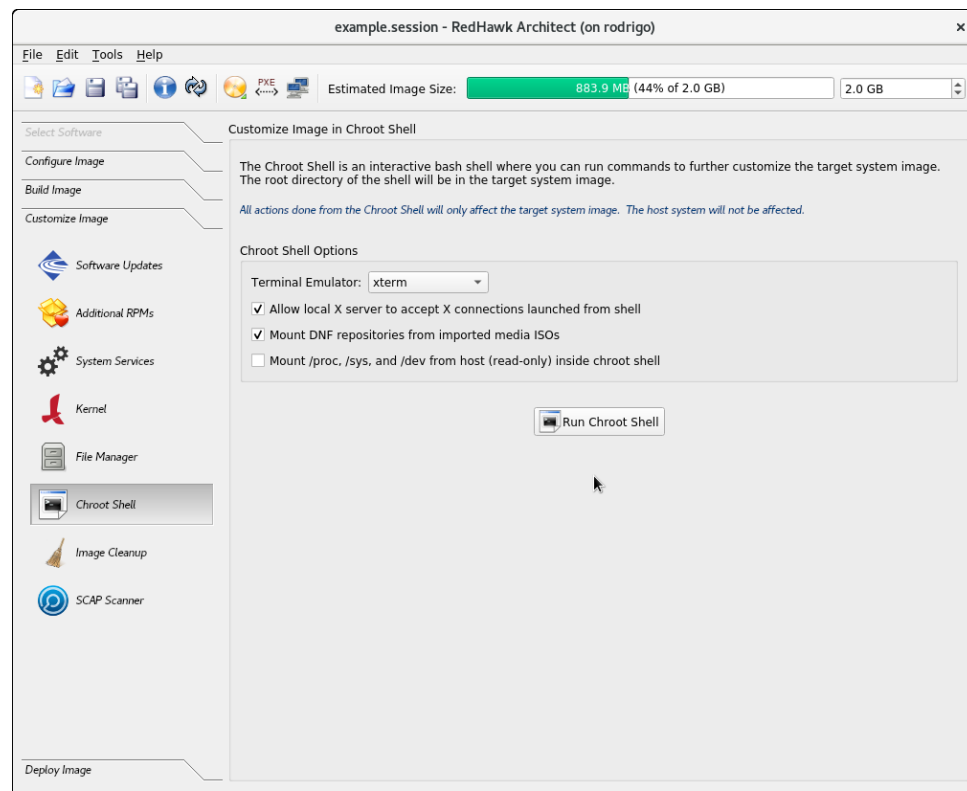 example.session - RedHawk Architect (on rodrigo)
File Edit Tools Help
PXE
Estimated Image Size: 883.9 MB (44% of 2.0 GB) 2.0 GB
Select Software
Configure Image
Build Image
Customize Image
Software Updates
Additional RPMs
System Services
Kernel
File Manager
Chroot Shell
Image Cleanup
SCAP Scanner
Deploy Image
Customize Image in Chroot Shell
The Chroot Shell is an interactive bash shell where you can run commands to further customize the target system image.
The root directory of the shell will be in the target system image.
All actions done from the Chroot Shell will only affect the target system image. The host system will not be affected.
Chroot Shell Options
Terminal Emulator: xterm
Allow local X server to accept X connections launched from shell
Mount DNF repositories from imported media ISOs
Mount /proc, /sys, and /dev from host (read-only) inside chroot shell
Run Chroot Shell